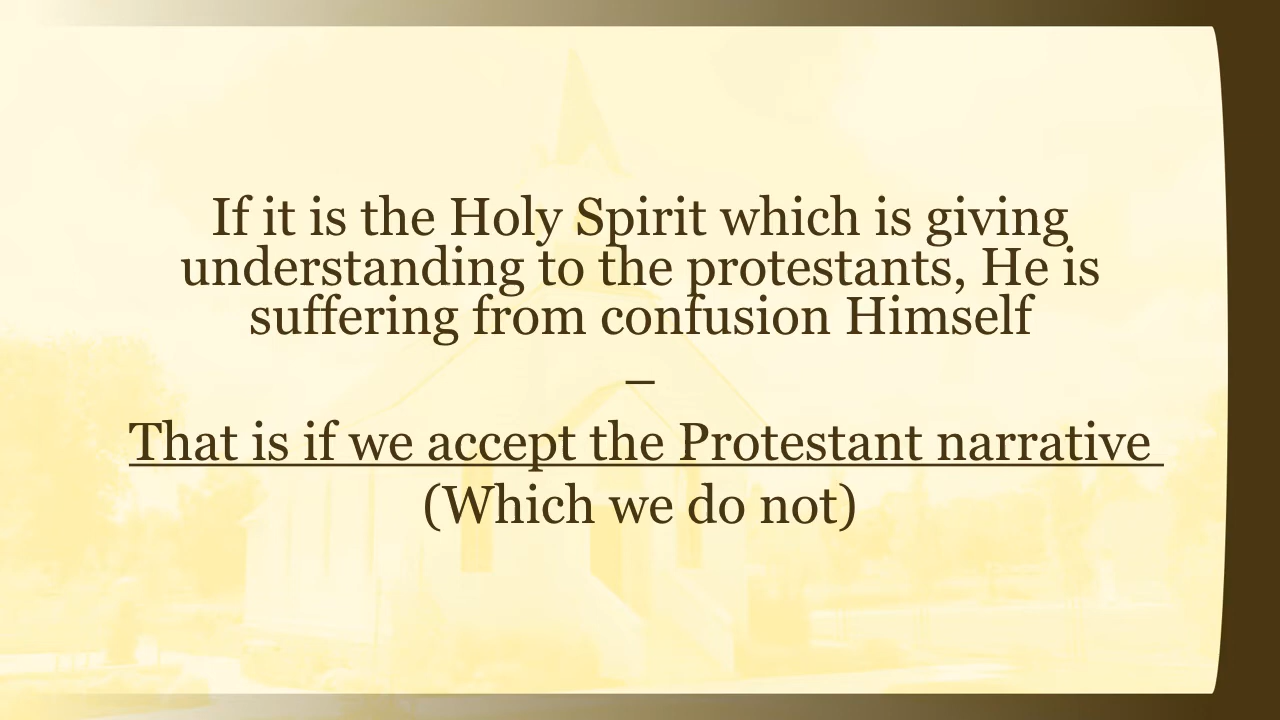 If it is the Holy Spirit which is giving
understanding to the protestants, He is
suffering from confusion Himself
–
That is if we accept the Protestant narrative
(Which we do not)